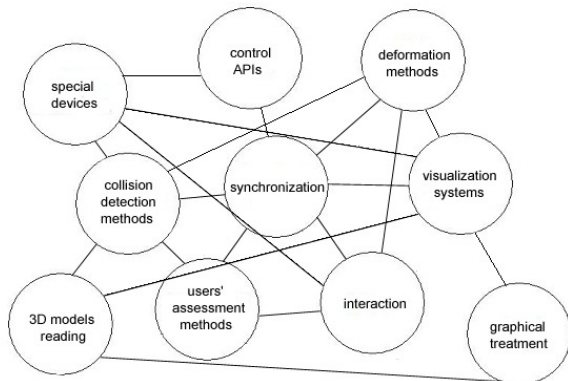 control
APIs
deformation
methods
special
devices
collision
detection
methods
synchronization
visualization
systems
3D models
reading
users'
assessment
methods
interaction
graphical
treatment